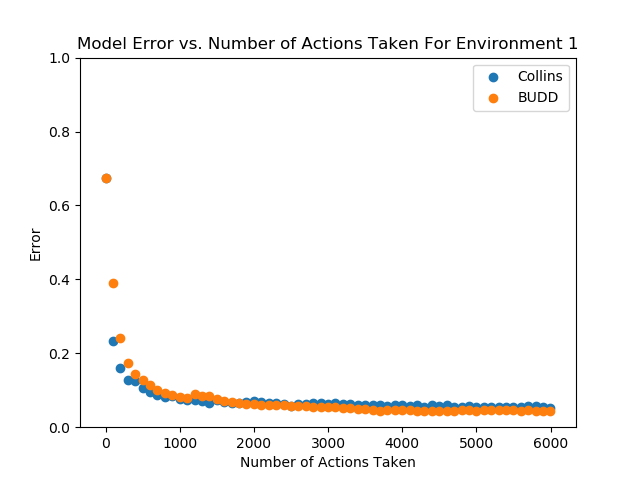 Model Error vs. Number of Actions Taken For Environment 1
Collins
BUDD
1.0
0.8
0.6
0.4
0.2
0.0
Error
0
1000
2000
3000
4000
5000
6000
Number of Actions Taken